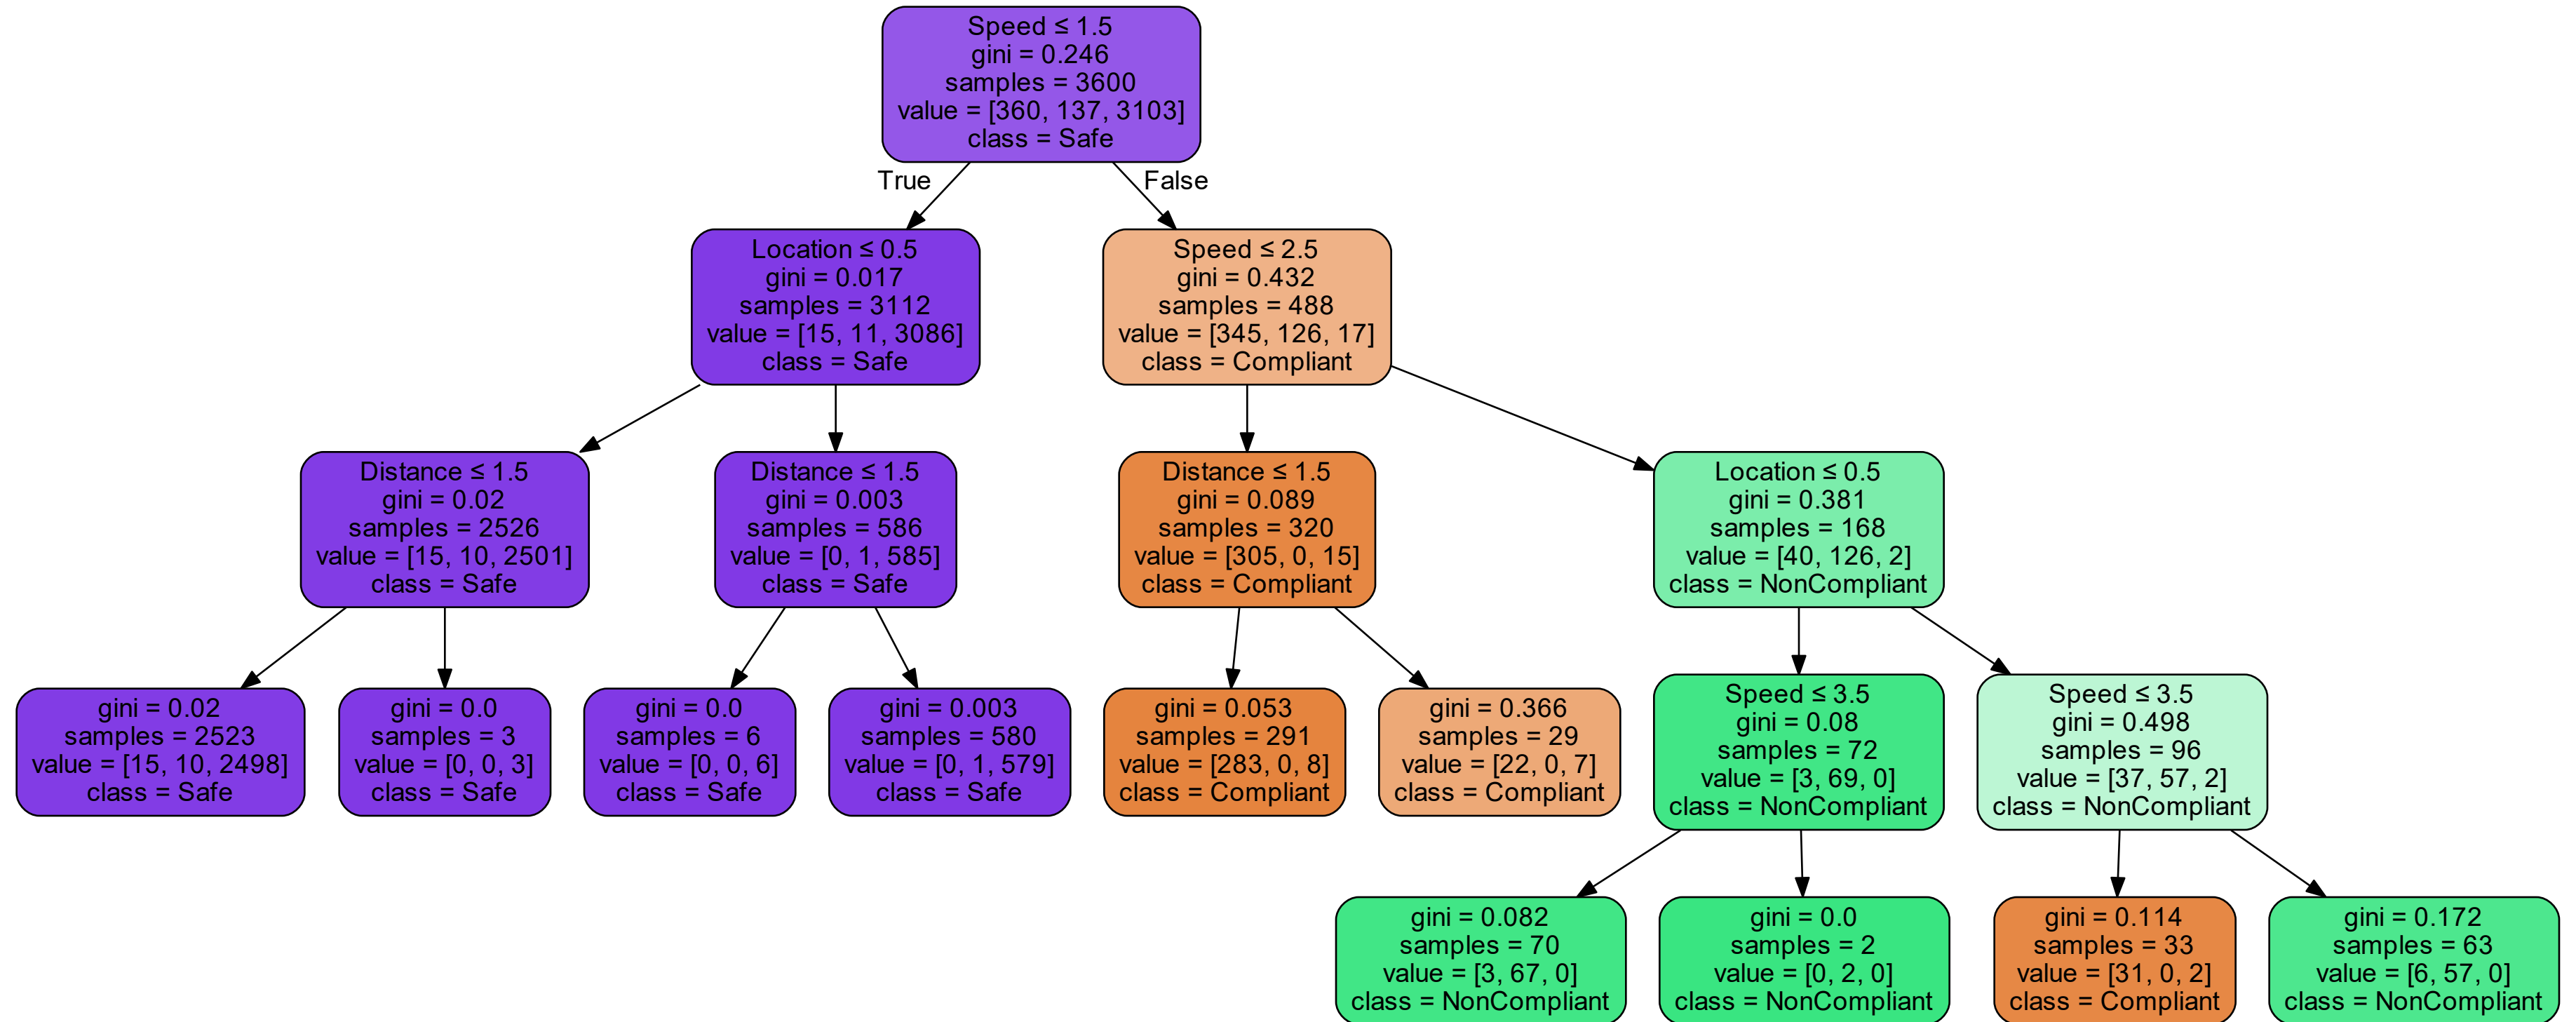 Speed ≤ 1.5
gini = 0.246
samples = 3600
value = [360, 137, 3103]
class = Safe
True
False
Location ≤ 0.5
gini = 0.017
samples = 3112
value = [15, 11, 3086]
class = Safe
Speed ≤ 2.5
gini = 0.432
samples = 488
value = [345, 126, 17]
class = Compliant
Distance ≤ 1.5
gini = 0.02
samples = 2526
value = [15, 10, 2501]
class = Safe
Distance ≤ 1.5
gini = 0.003
samples = 586
value = [0, 1, 585]
class = Safe
Distance ≤ 1.5
gini = 0.089
samples = 320
value = [305, 0, 15]
class = Compliant
Location ≤ 0.5
gini = 0.381
samples = 168
value = [40, 126, 2]
class = NonCompliant
gini = 0.02
samples = 2523
value = [15, 10, 2498]
class = Safe
gini = 0.0
samples = 3
value = [0, 0, 3]
class = Safe
gini = 0.0
samples = 6
value = [0, 0, 6]
class = Safe
gini = 0.003
samples = 580
value = [0, 1, 579]
class = Safe
gini = 0.053
samples = 291
value = [283, 0, 8]
class = Compliant
gini = 0.366
samples = 29
value = [22, 0, 7]
class = Compliant
Speed ≤ 3.5
gini = 0.08
samples = 72
value = [3, 69, 0]
class = NonCompliant
Speed ≤ 3.5
gini = 0.498
samples = 96
value = [37, 57, 2]
class = NonCompliant
gini = 0.082
samples = 70
value = [3, 67, 0]
class = NonCompliant
gini = 0.0
samples = 2
value = [0, 2, 0]
class = NonCompliant
gini = 0.114
samples = 33
value = [31, 0, 2]
class = Compliant
gini = 0.172
samples = 63
value = [6, 57, 0]
class = NonCompliant